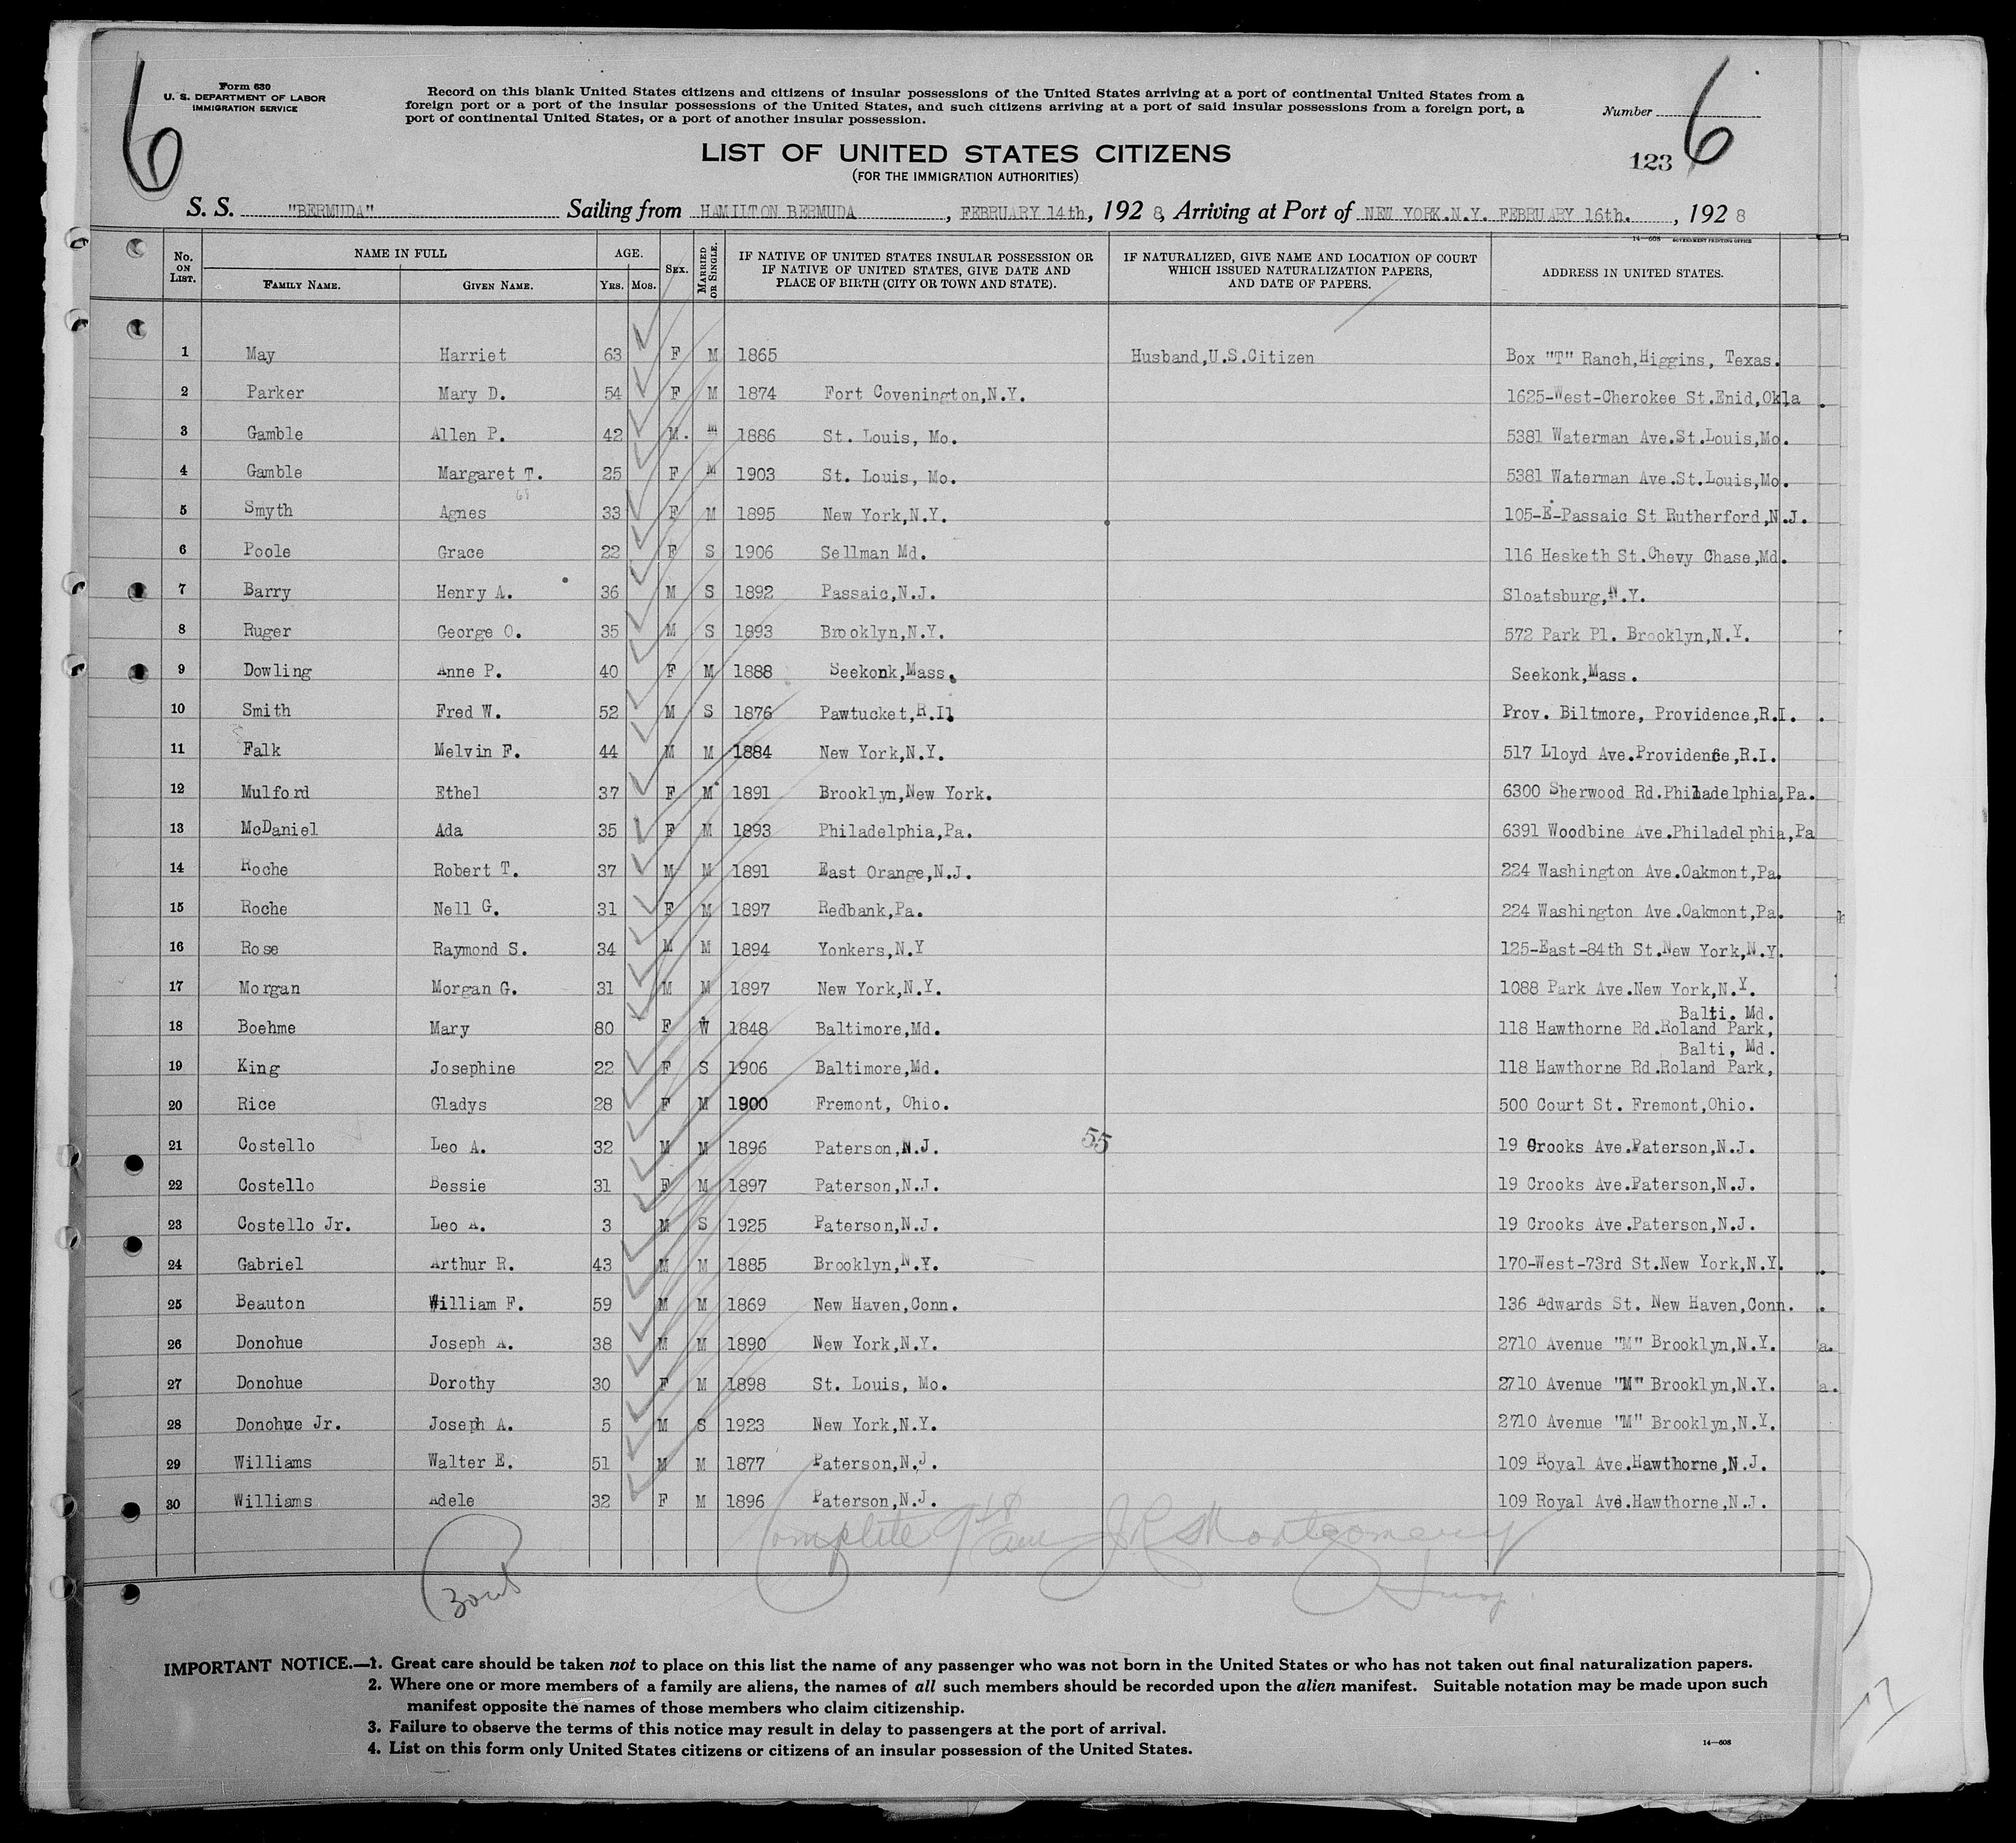 6
6
Form 630
U. S. DEPARTMENT OF LABOR
IMMIGRATION SERVICE
Record on this blank United States citizens and citizens of insular possessions of the United States arriving at a port of continental United States from a
foreign port or a port of the insular possessions of the United States, and such citizens arriving at a port of said insular possessions from a foreign port, a
port of continental United States, or a port of another insular possession.
Number
LIST OF UNITED STATES CITIZENS
(FOR THE IMMIGRATION AUTHORITIES)
123
S. S. "BERMUDA" Sailing from HAMILTON BERMUDA, FEBRUARY 14th, 1928, Arriving at Port of NEW YORK.N.Y. FEBRUARY 16th., 1928
14—608 GOVERNMENT PRINTING OFFICE
No. ON LIST. NAME IN FULL FAMILY NAME. GIVEN NAME. AGE. YRS. MOS. SEX. MARRIED OR SINGLE. IF NATIVE OF UNITED STATES INSULAR POSSESSION OR IF NATIVE OF UNITED STATES, GIVE DATE AND PLACE OF BIRTH (CITY OR TOWN AND STATE). IF NATURALIZED, GIVE NAME AND LOCATION OF COURT WHICH ISSUED NATURALIZATION PAPERS, AND DATE OF PAPERS. ADDRESS IN UNITED STATES.
1 May Harriet 63 F M 1865 Husband,U.S.Citizen Box "T" Ranch,Higgins, Texas.
2 Parker Mary D. 54 F M 1874 Fort Covenington,N.Y. 1625-West-Cherokee St.Enid,Okla.
3 Gamble Allen P. 42 M. M 1886 St. Louis, Mo. 5381 Waterman Ave.St.Louis,Mo.
4 Gamble Margaret T. 25 F M 1903 St. Louis, Mo. 5381 Waterman Ave.St.Louis,Mo.
5 Smyth Agnes 33 F M 1895 New York,N.Y. 105-E-Passaic St Rutherford,N.J.
6 Poole Grace 22 F S 1906 Sellman Md. 116 Hesketh St.Chevy Chase,Md.
7 Barry Henry A. 36 M S 1892 Passaic,N.J. Sloatsburg,N.Y.
8 Ruger George O. 35 M S 1893 Brooklyn,N.Y. 572 Park Pl. Brooklyn,N.Y.
9 Dowling Anne P. 40 F M 1888 Seekonk,Mass. Seekonk,Mass.
10 Smith Fred W. 52 M S 1876 Pawtucket,R.Il Prov. Biltmore, Providence,R.I.
11 Falk Melvin F. 44 M M 1884 New York,N.Y. 517 Lloyd Ave.Providence,R.I.
12 Mulford Ethel 37 F M 1891 Brooklyn,New York. 6300 Sherwood Rd.Philadelphia,Pa.
13 McDaniel Ada 35 F M 1893 Philadelphia,Pa. 6391 Woodbine Ave.Philadelphia,Pa
14 Roche Robert T. 37 M M 1891 East Orange,N.J. 224 Washington Ave.Oakmont,Pa.
15 Roche Nell G. 31 F M 1897 Redbank,Pa. 224 Washington Ave.Oakmont,Pa.
16 Rose Raymond S. 34 M M 1894 Yonkers,N.Y 125-East-84th St.New York,N.Y.
17 Morgan Morgan G. 31 M M 1897 New York,N.Y. 1088 Park Ave.New York,N.Y.
18 Boehme Mary 80 F W 1848 Baltimore,Md. 118 Hawthorne Rd.Roland Park, Balti. Md.
19 King Josephine 22 F S 1906 Baltimore,Md. 118 Hawthorne Rd.Roland Park, Balti, Md.
20 Rice Gladys 28 F M 1900 Fremont, Ohio. 500 Court St. Fremont,Ohio.
21 Costello Leo A. 32 M M 1896 Paterson,N.J. 55 19 Crooks Ave.Paterson,N.J.
22 Costello Bessie 31 F M 1897 Paterson,N.J. 19 Crooks Ave.Paterson,N.J.
23 Costello Jr. Leo A. 3 M S 1925 Paterson,N.J. 19 Crooks Ave.Paterson,N.J.
24 Gabriel Arthur R. 43 M M 1885 Brooklyn,N.Y. 170-West-73rd St.New York,N.Y.
25 Beauton William F. 59 M M 1869 New Haven,Conn. 136 Edwards St. New Haven,Conn.
26 Donohue Joseph A. 38 M M 1890 New York,N.Y. 2710 Avenue "M" Brooklyn,N.Y.
27 Donohue Dorothy 30 F M 1898 St. Louis, Mo. 2710 Avenue "M" Brooklyn,N.Y.
28 Donohue Jr. Joseph A. 5 M S 1923 New York,N.Y. 2710 Avenue "M" Brooklyn,N.Y.
29 Williams Walter E. 51 M M 1877 Paterson,N.J. 109 Royal Ave.Hawthorne,N.J.
30 Williams Adele 32 F M 1896 Paterson,N.J. 109 Royal Ave.Hawthorne,N.J.
Complete 9 48 am J R Montgomery
IMPORTANT NOTICE.—1. Great care should be taken not to place on this list the name of any passenger who was not born in the United States or who has not taken out final naturalization papers.
2. Where one or more members of a family are aliens, the names of all such members should be recorded upon the alien manifest. Suitable notation may be made upon such
manifest opposite the names of those members who claim citizenship.
3. Failure to observe the terms of this notice may result in delay to passengers at the port of arrival.
4. List on this form only United States citizens or citizens of an insular possession of the United States.
14—608